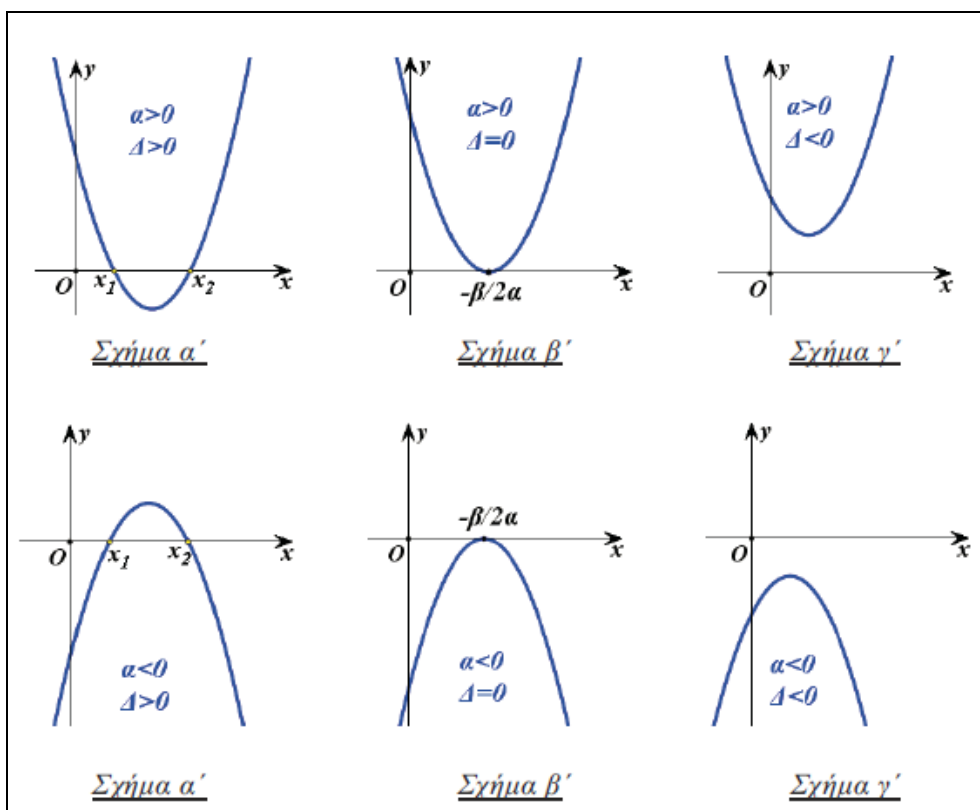 y
α>0
Δ>0
O
x₁
x₂
x
Σχήμα α΄
y
α>0
Δ=0
O
-β/2α
x
Σχήμα β΄
y
α>0
Δ<0
O
x
Σχήμα γ΄
y
O
x₁
x₂
x
α<0
Δ>0
Σχήμα α΄
y
-β/2α
O
x
α<0
Δ=0
Σχήμα β΄
y
O
x
α<0
Δ<0
Σχήμα γ΄